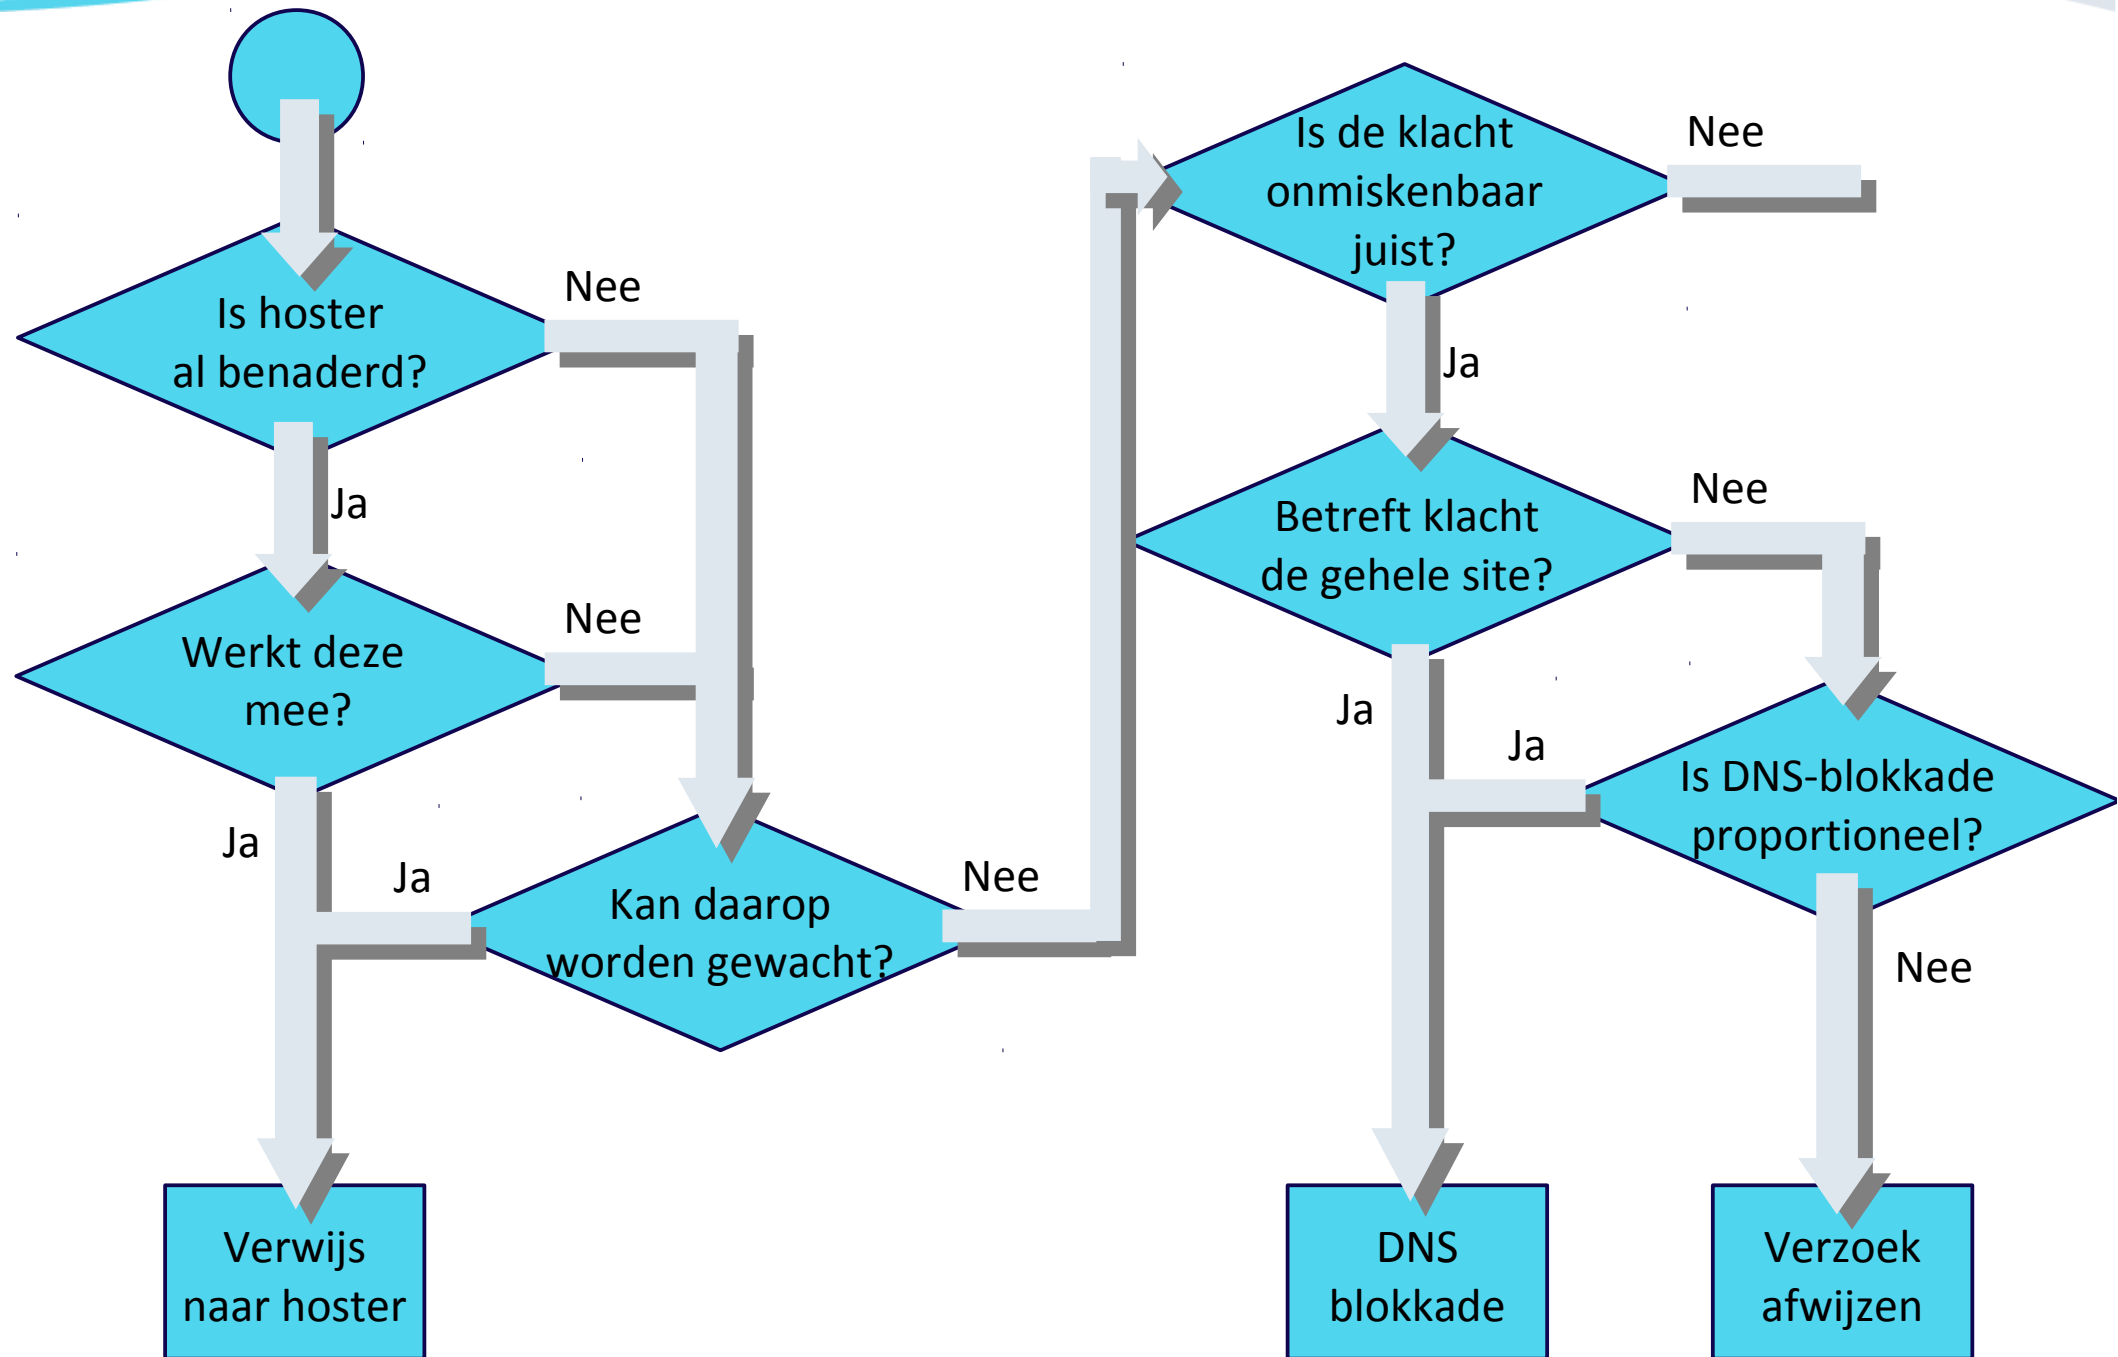 Is hoster
al benaderd?
Nee
Ja
Werkt deze
mee?
Nee
Ja
Ja
Kan daarop
worden gewacht?
Nee
Verwijs
naar hoster
Is de klacht
onmiskenbaar
juist?
Nee
Ja
Betreft klacht
de gehele site?
Nee
Ja
Ja
Is DNS-blokkade
proportioneel?
Nee
DNS
blokkade
Verzoek
afwijzen